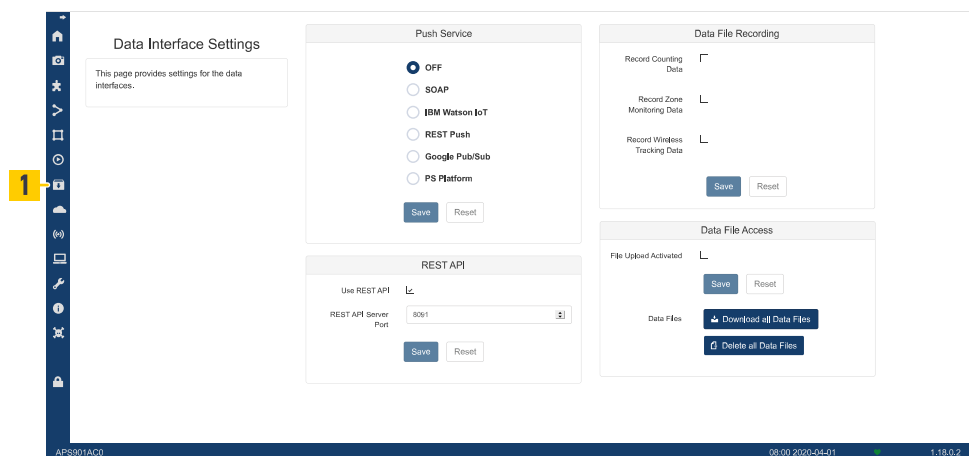 Data Interface Settings
This page provides settings for the data
interfaces.
1
Push Service
OFF
SOAP
IBM Watson IoT
REST Push
Google Pub/Sub
PS Platform
Save Reset
REST API
Use REST API
REST API Server
Port
8091
Save Reset
Data File Recording
Record Counting
Data
Record Zone
Monitoring Data
Record Wireless
Tracking Data
Save Reset
Data File Access
File Upload Activated
Save Reset
Data Files
Download all Data Files
Delete all Data Files
APS901AC0 08:00 2020-04-01 1.18.0.2